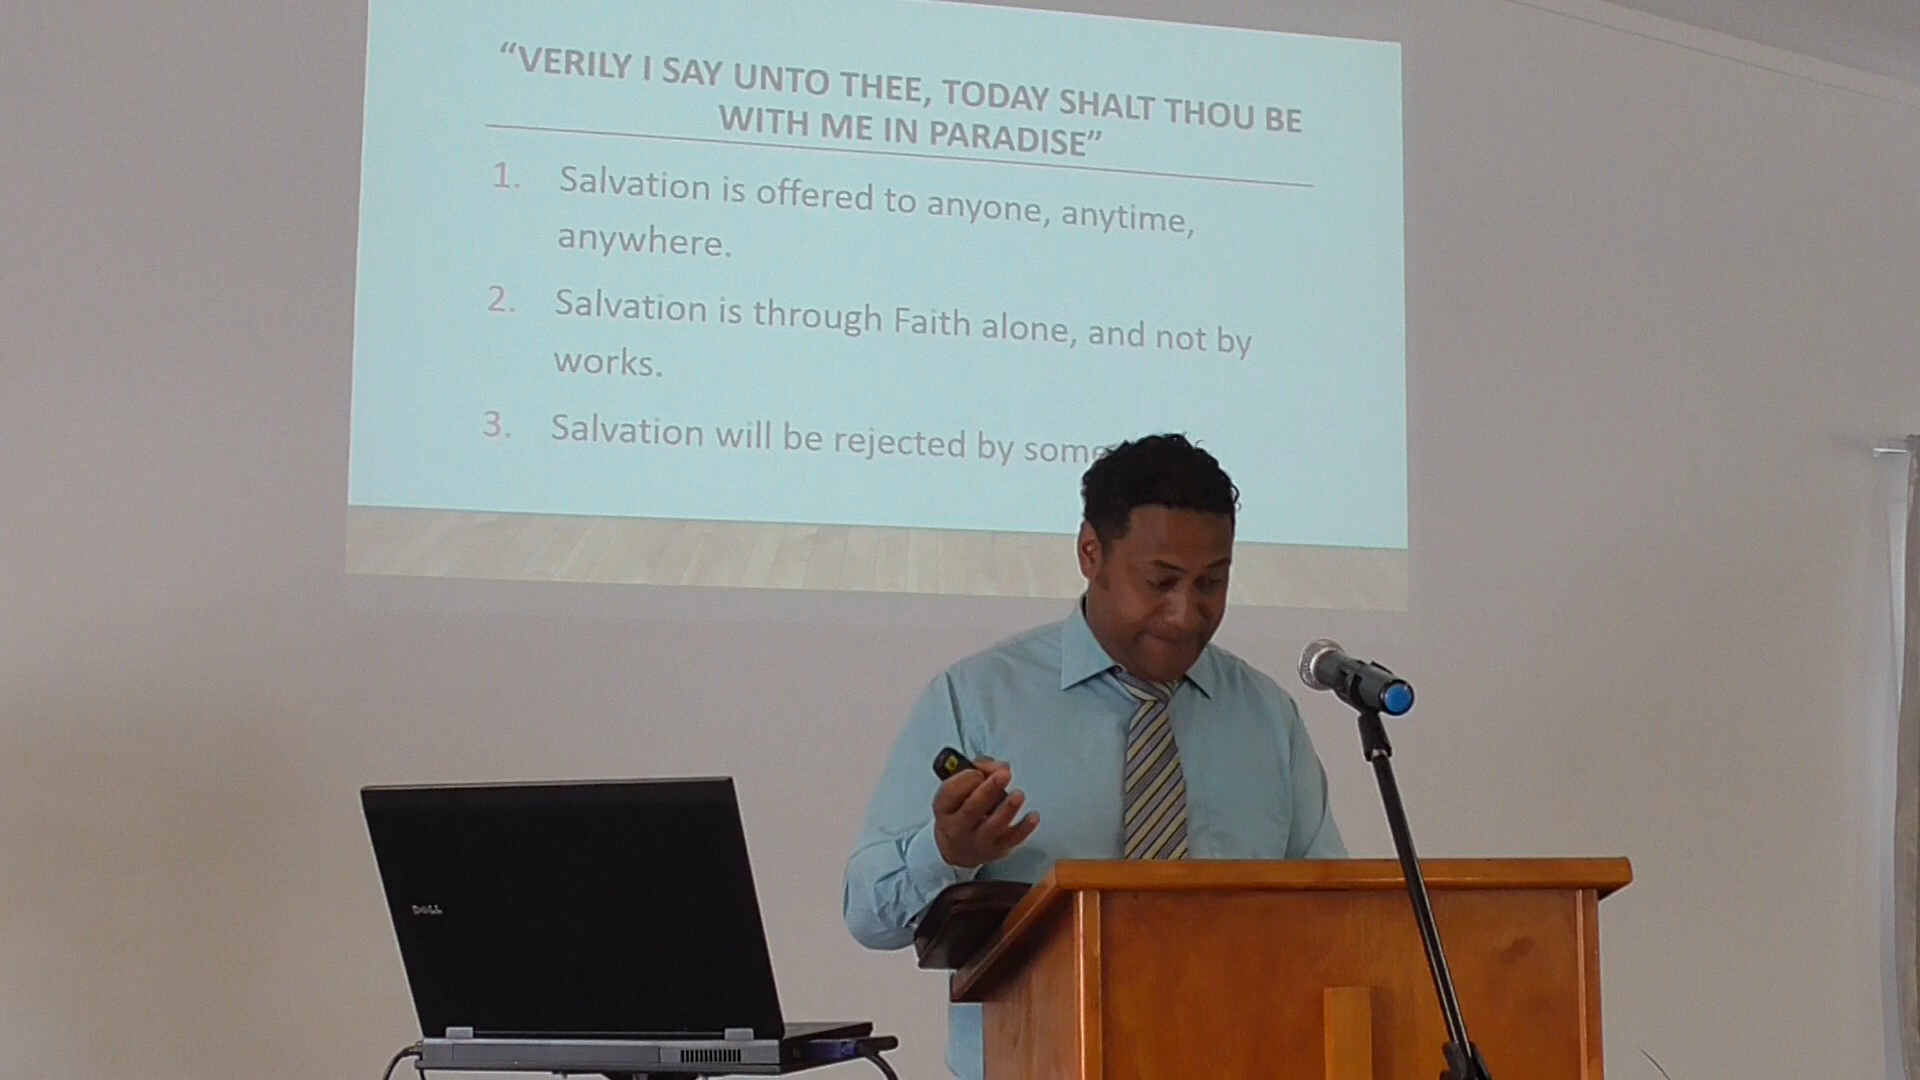 “VERILY I SAY UNTO THEE, TODAY SHALT THOU BE
WITH ME IN PARADISE”
1. Salvation is offered to anyone, anytime,
anywhere.
2. Salvation is through Faith alone, and not by
works.
3. Salvation will be rejected by
DELL